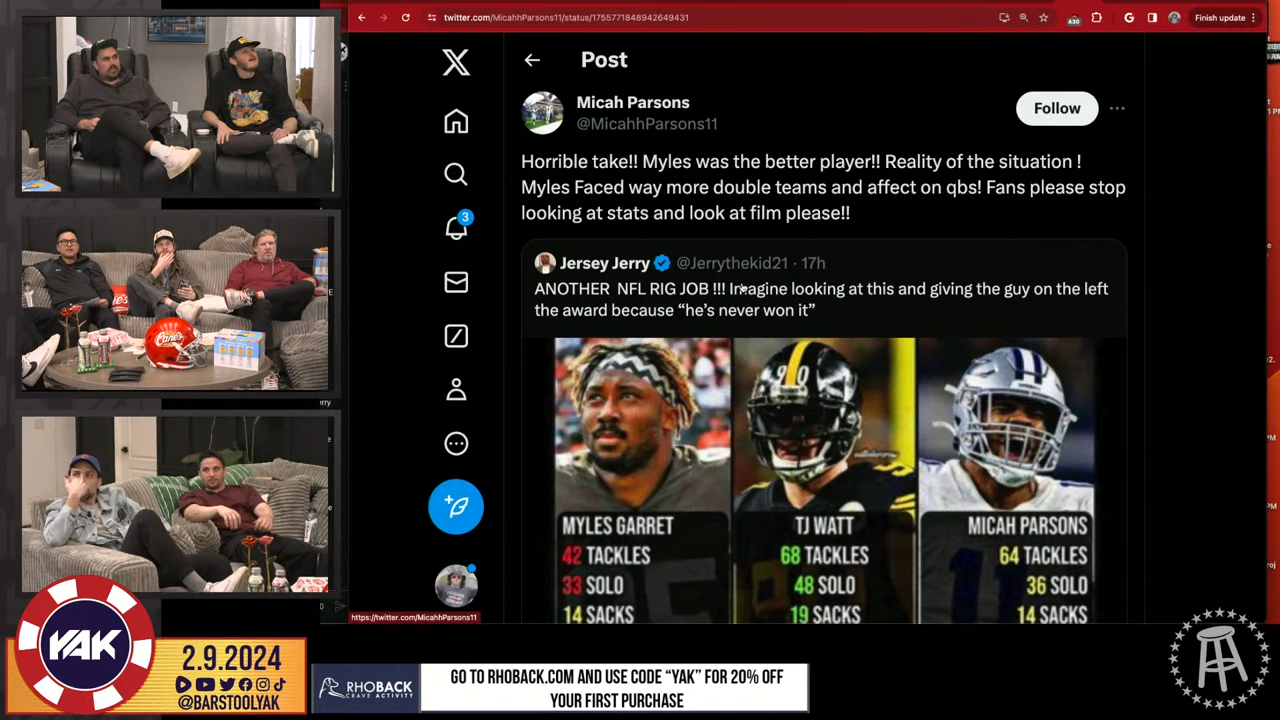 twitter.com/MicahhParsons11/status/1755771848942649431
430
Finish update
Post
Micah Parsons
@MicahhParsons11
Follow
Horrible take!! Myles was the better player!! Reality of the situation !
Myles Faced way more double teams and affect on qbs! Fans please stop
looking at stats and look at film please!!
3
Jersey Jerry @Jerrythekid21 · 17h
ANOTHER NFL RIG JOB !!! Imagine looking at this and giving the guy on the left
the award because “he’s never won it”
90
MYLES GARRET
42 TACKLES
33 SOLO
14 SACKS
TJ WATT
68 TACKLES
48 SOLO
19 SACKS
MICAH PARSONS
64 TACKLES
36 SOLO
14 SACKS
https://twitter.com/MicahhParsons11
Cane's
YAK
2.9.2024
@BARSTOOLYAK
RHOBACK
CRAVE ACTIVITY
GO TO RHOBACK.COM AND USE CODE “YAK” FOR 20% OFF
YOUR FIRST PURCHASE